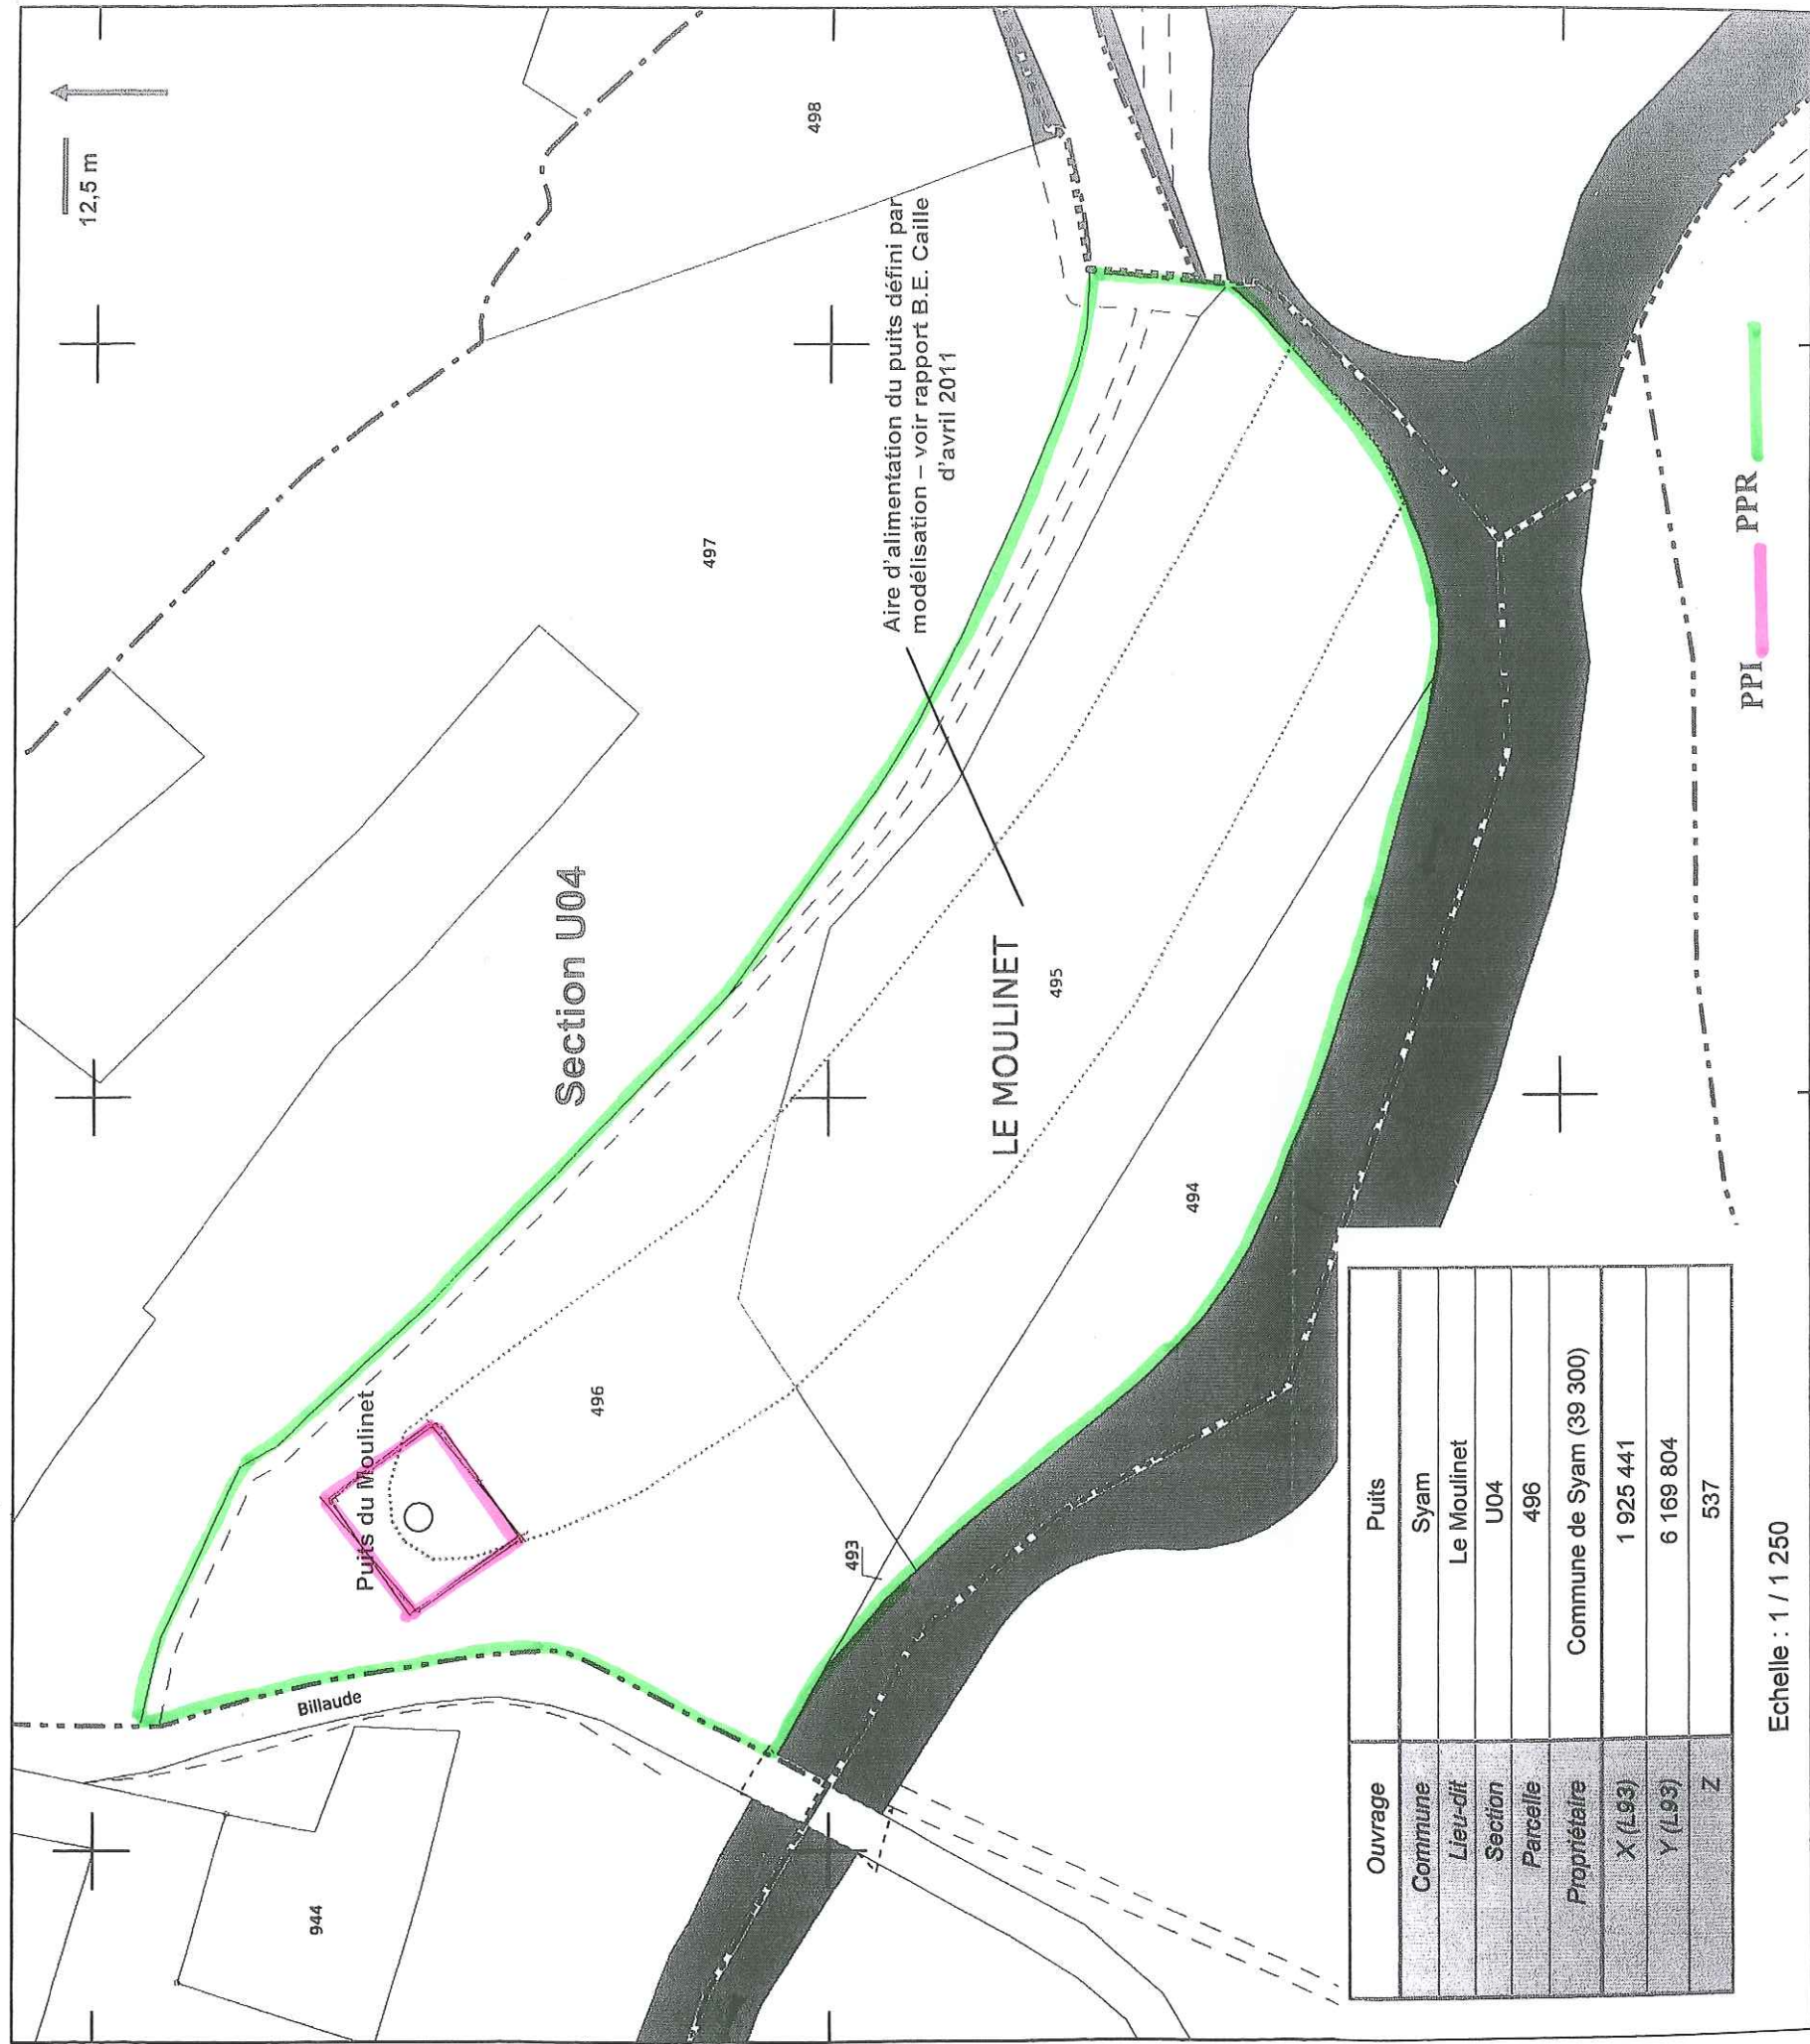 12,5 m
498
497
Aire d'alimentation du puits défini par
modélisation – voir rapport B.E. Caille
d'avril 2011
Section U04
LE MOULINET
495
494
496
493
Puits du Moulinet
Billaude
944
PPI
PPR
Ouvrage Puits
Commune Syam
Lieu-dit Le Moulinet
Section U04
Parcelle 496
Propriétaire Commune de Syam (39 300)
X (L93) 1 925 441
Y (L93) 6 169 804
Z 537
Echelle : 1 / 1 250